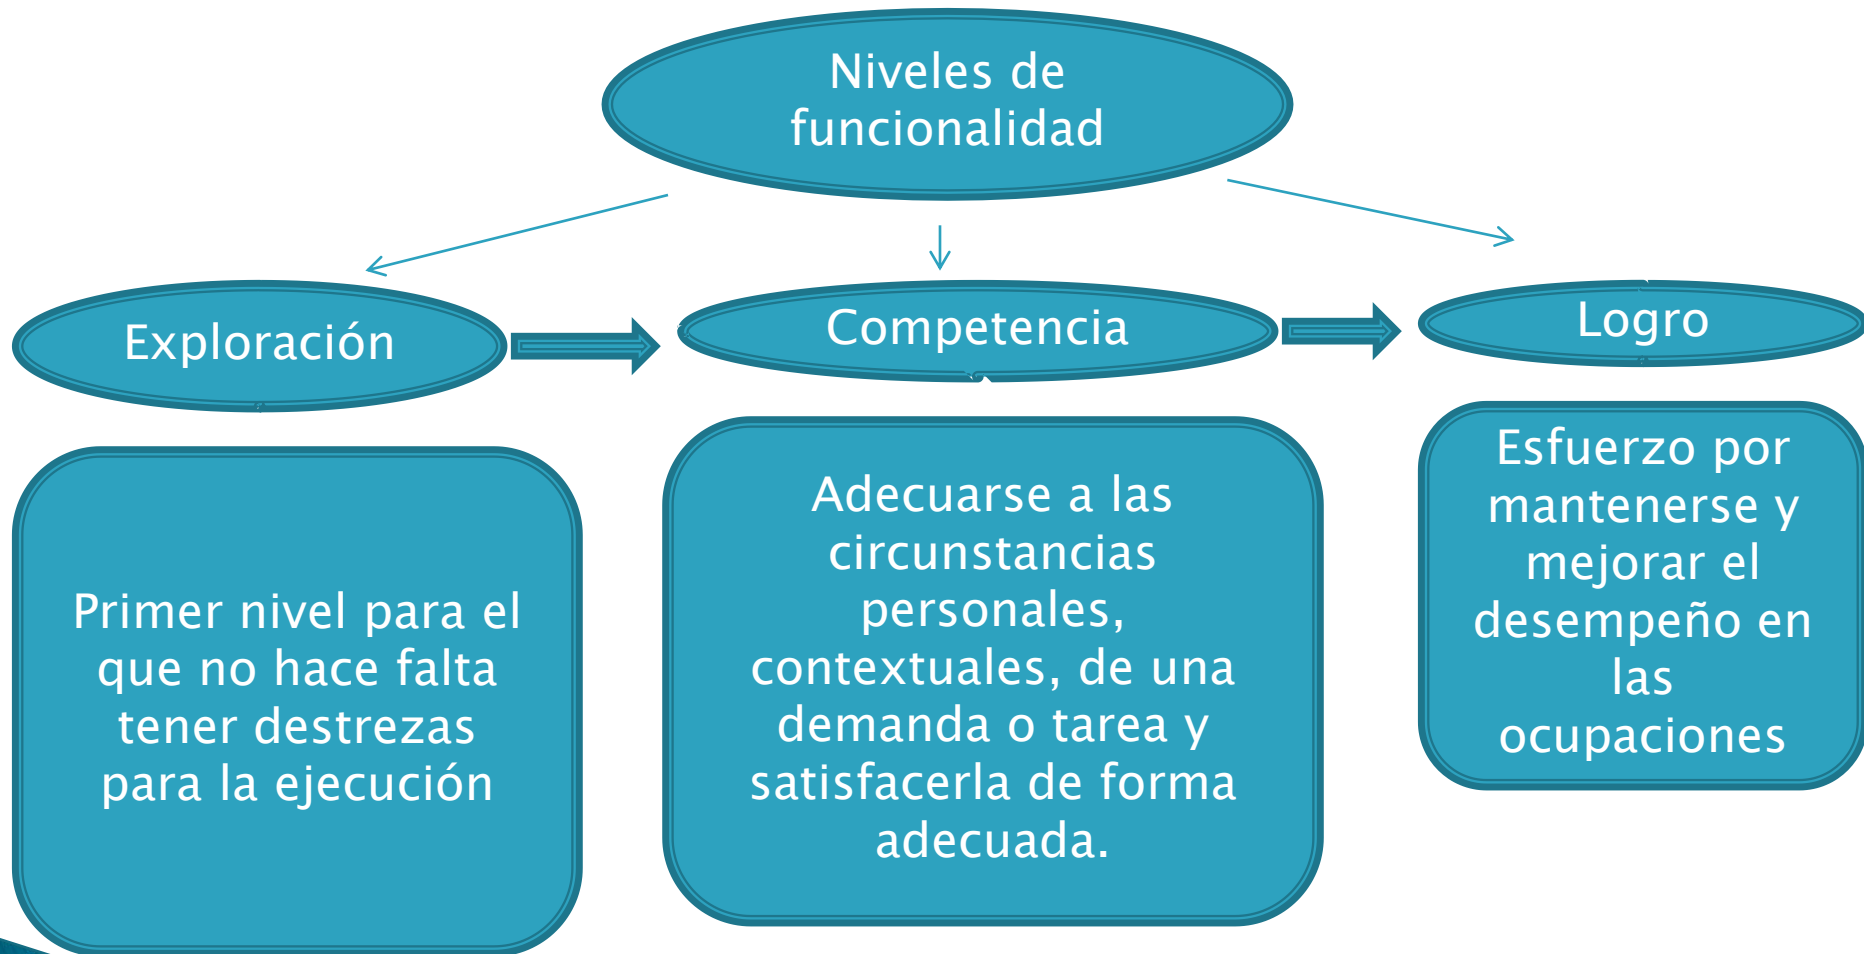 Niveles de
funcionalidad
Exploración
Competencia
Logro
Primer nivel para el
que no hace falta
tener destrezas
para la ejecución
Adecuarse a las
circunstancias
personales,
contextuales, de una
demanda o tarea y
satisfacerla de forma
adecuada.
Esfuerzo por
mantenerse y
mejorar el
desempeño en
las
ocupaciones